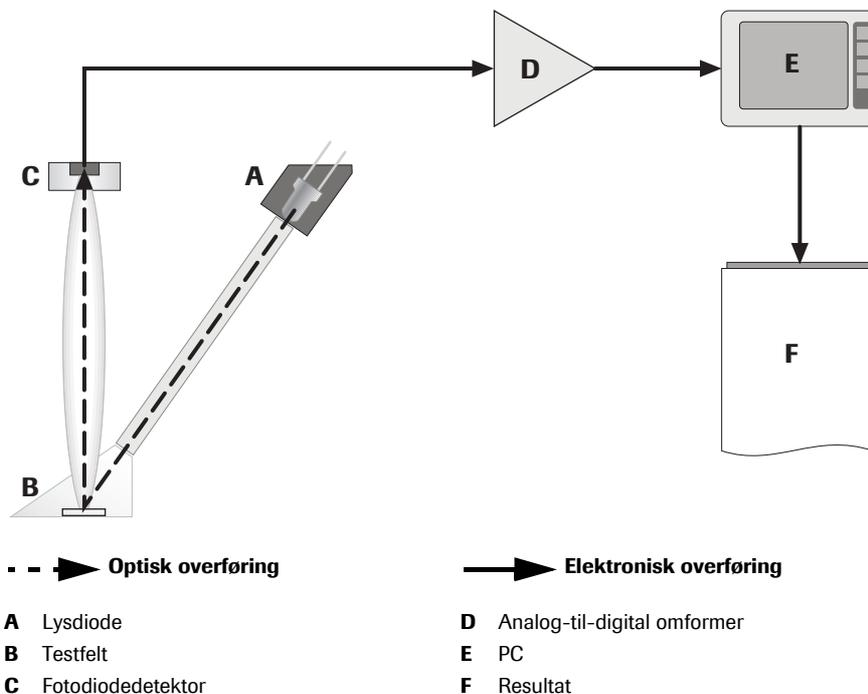 D
E
C
A
F
B
Optisk overføring
Elektronisk overføring
A Lysdiode
B Testfelt
C Fotodiodedetektor
D Analog-til-digital omformer
E PC
F Resultat